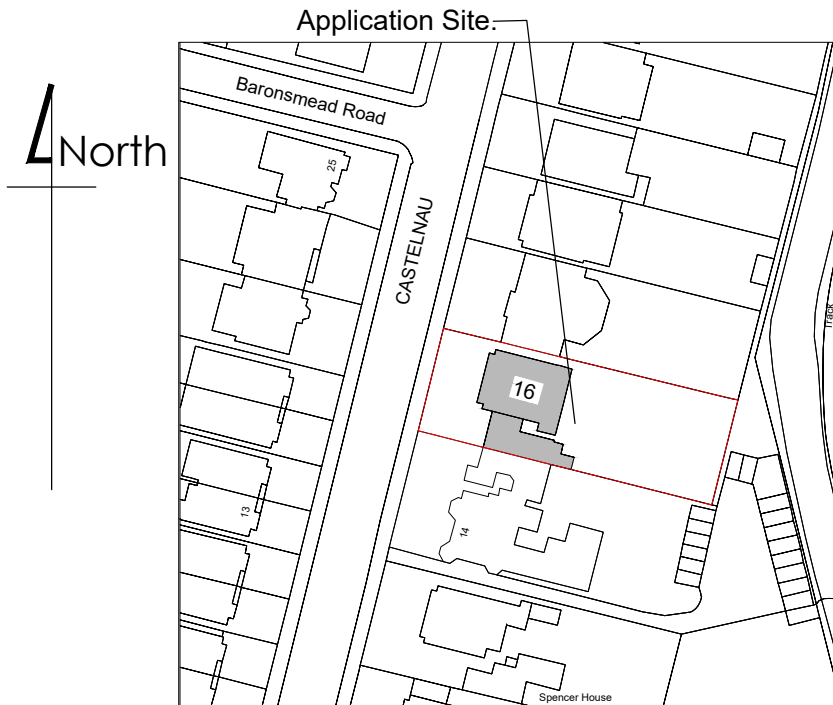 Application Site.
North
Baronsmead Road
25
CASTELNAU
Track
16
13
14
Spencer House